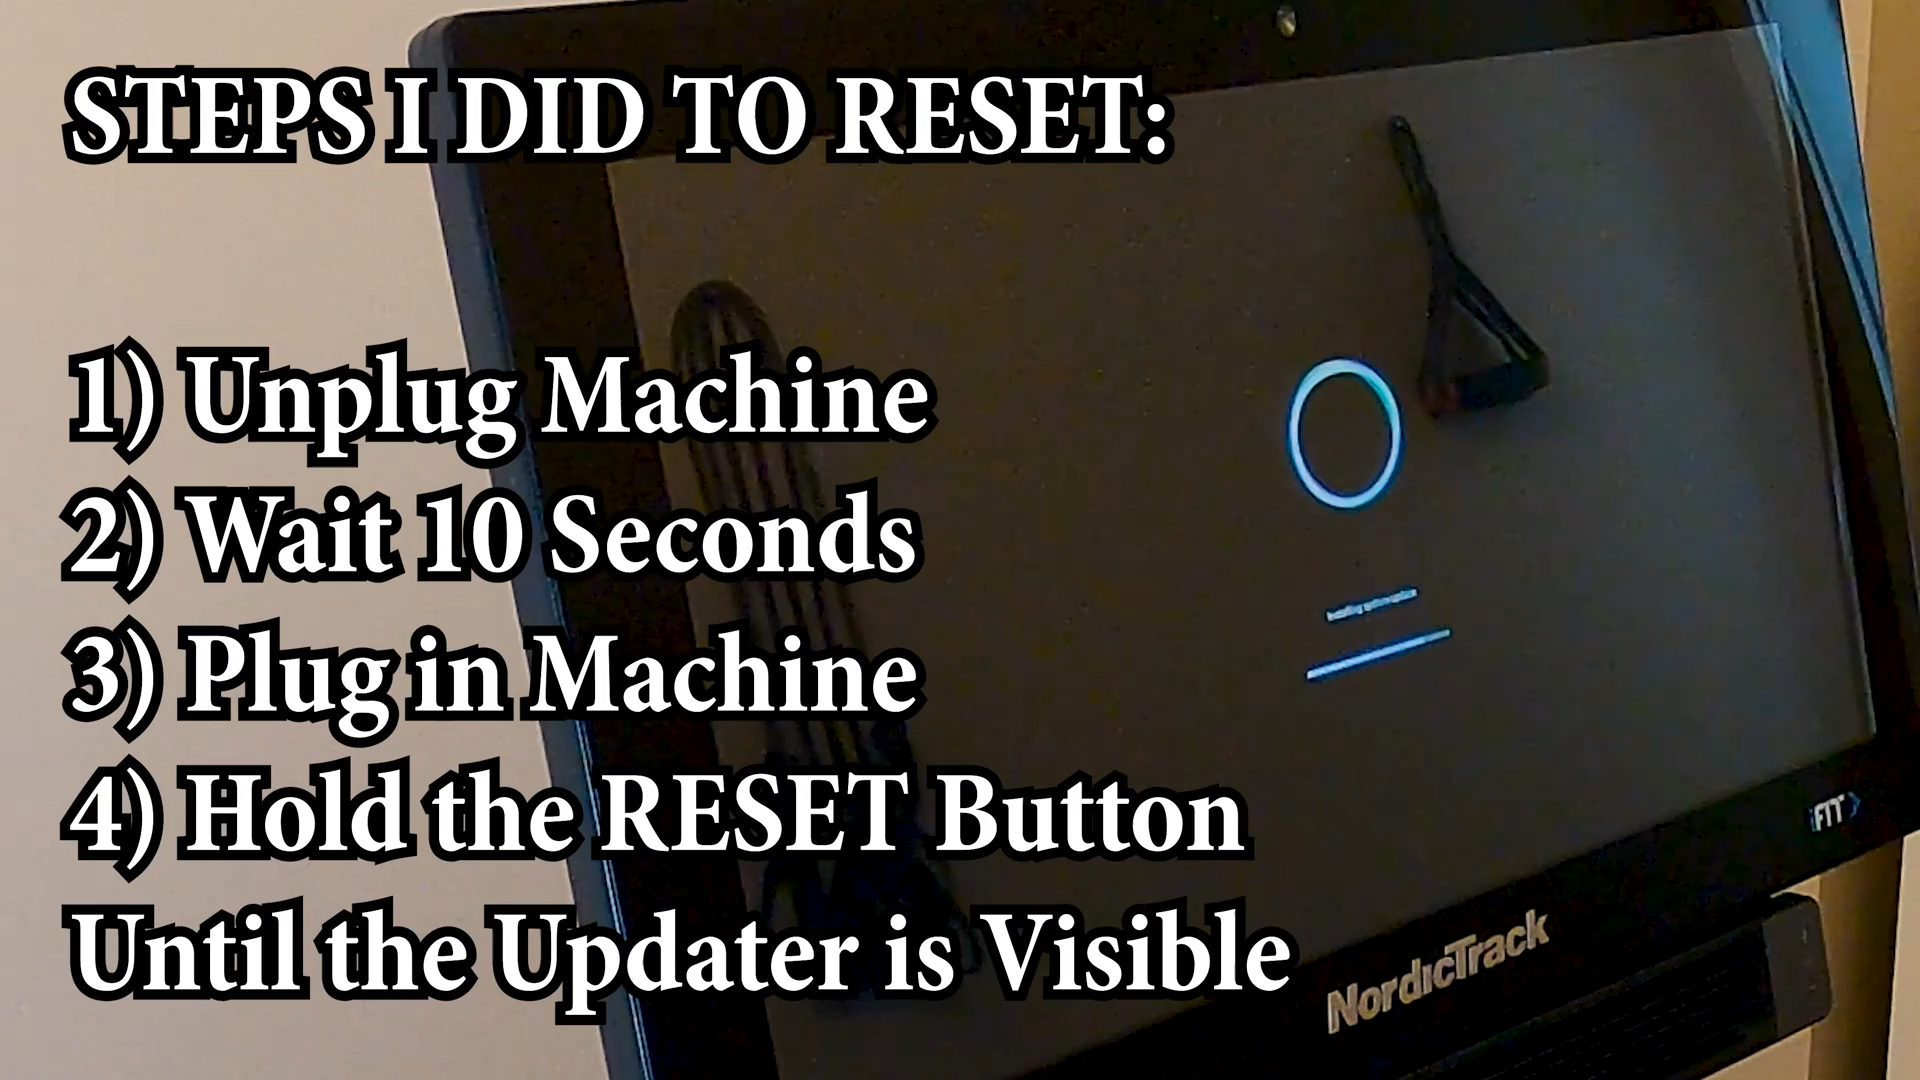 STEPS I DID TO RESET:
1) Unplug Machine
2) Wait 10 Seconds
3) Plug in Machine
4) Hold the RESET Button
Until the Updater is Visible
iFIT
NordicTrack